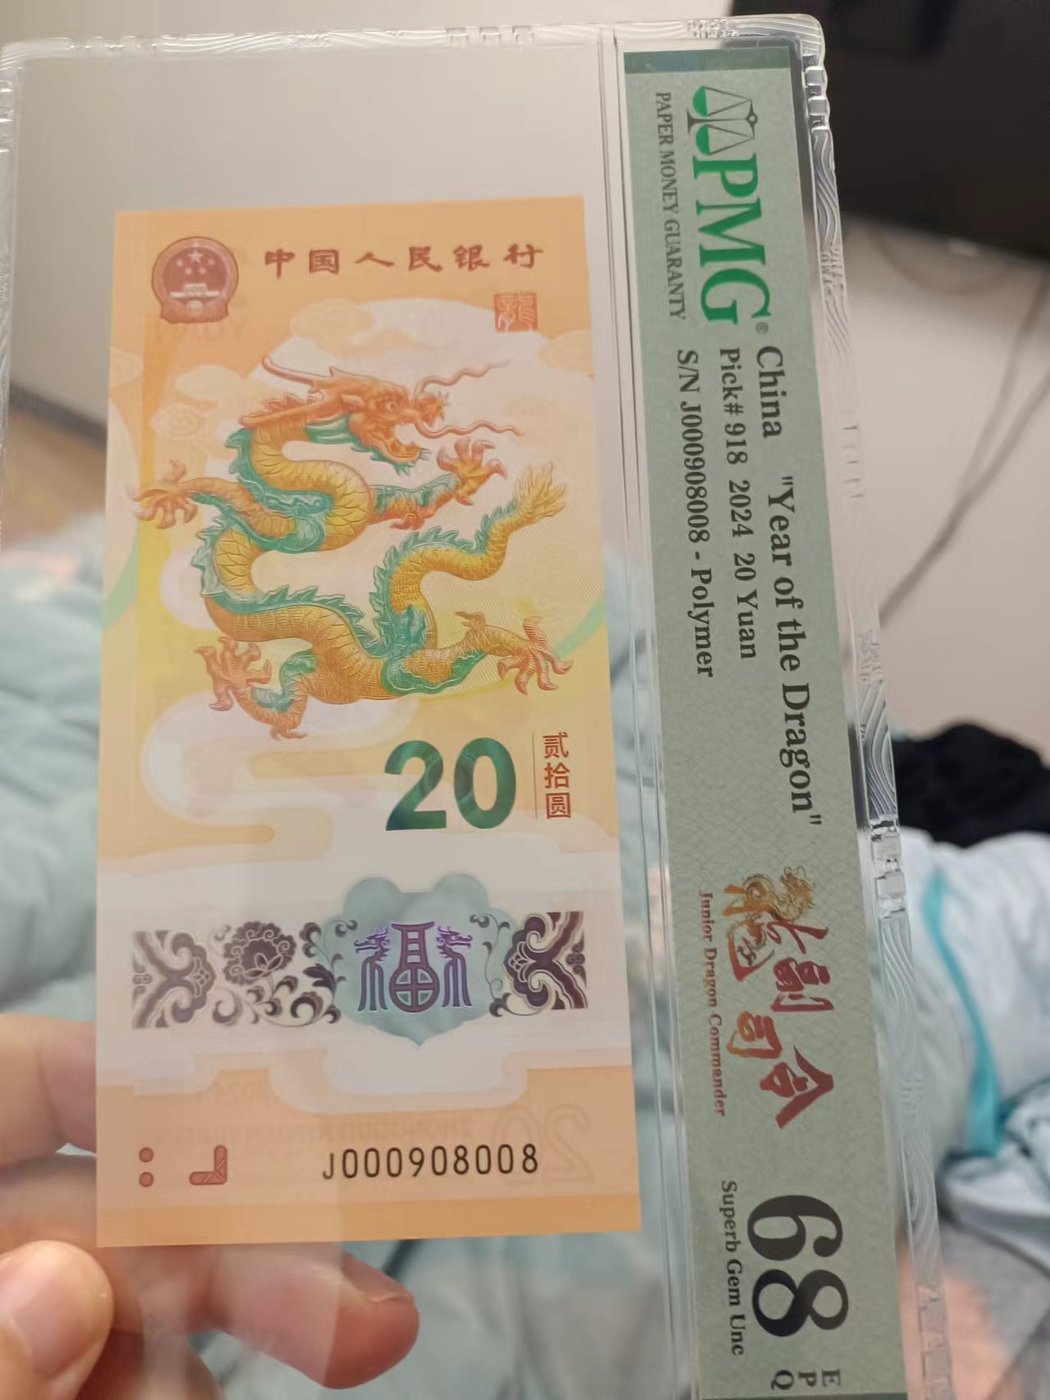 中国人民银行
龍
20
贰拾圆
福
J000908008
PMG®
PAPER MONEY GUARANTY
China "Year of the Dragon"
Pick# 918 2024 20 Yuan
S/N J000908008 - Polymer
龙副司令
Junior Dragon Commander
68 EPQ
Superb Gem Unc